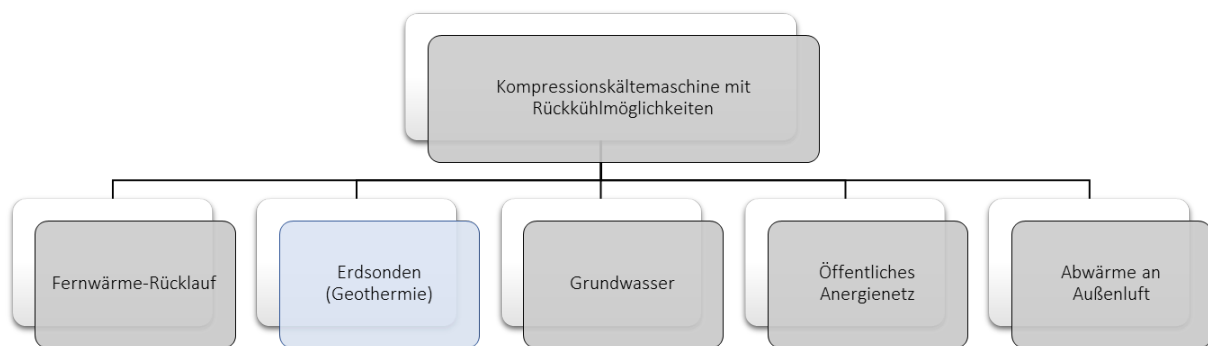 Kompressionskältemaschine mit
Rückkühlmöglichkeiten
Fernwärme-Rücklauf
Erdsonden
(Geothermie)
Grundwasser
Öffentliches
Anergienetz
Abwärme an
Außenluft